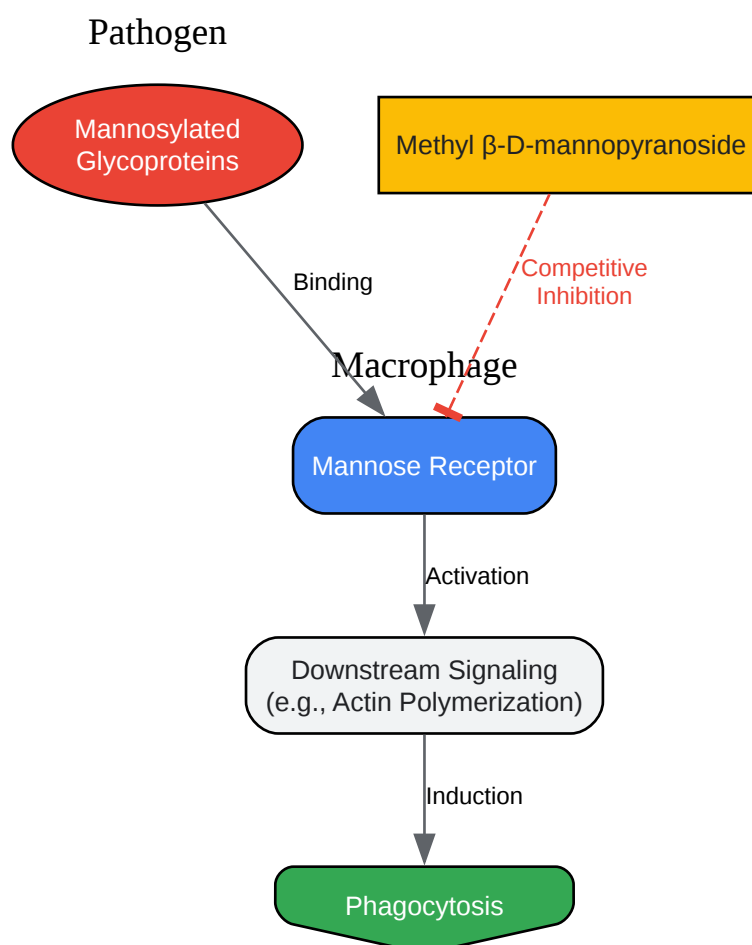 Pathogen
Mannosylated
Glycoproteins
Methyl β-D-mannopyranoside
Binding
Competitive
Inhibition
Macrophage
Mannose Receptor
Activation
Downstream Signaling
(e.g., Actin Polymerization)
Induction
Phagocytosis